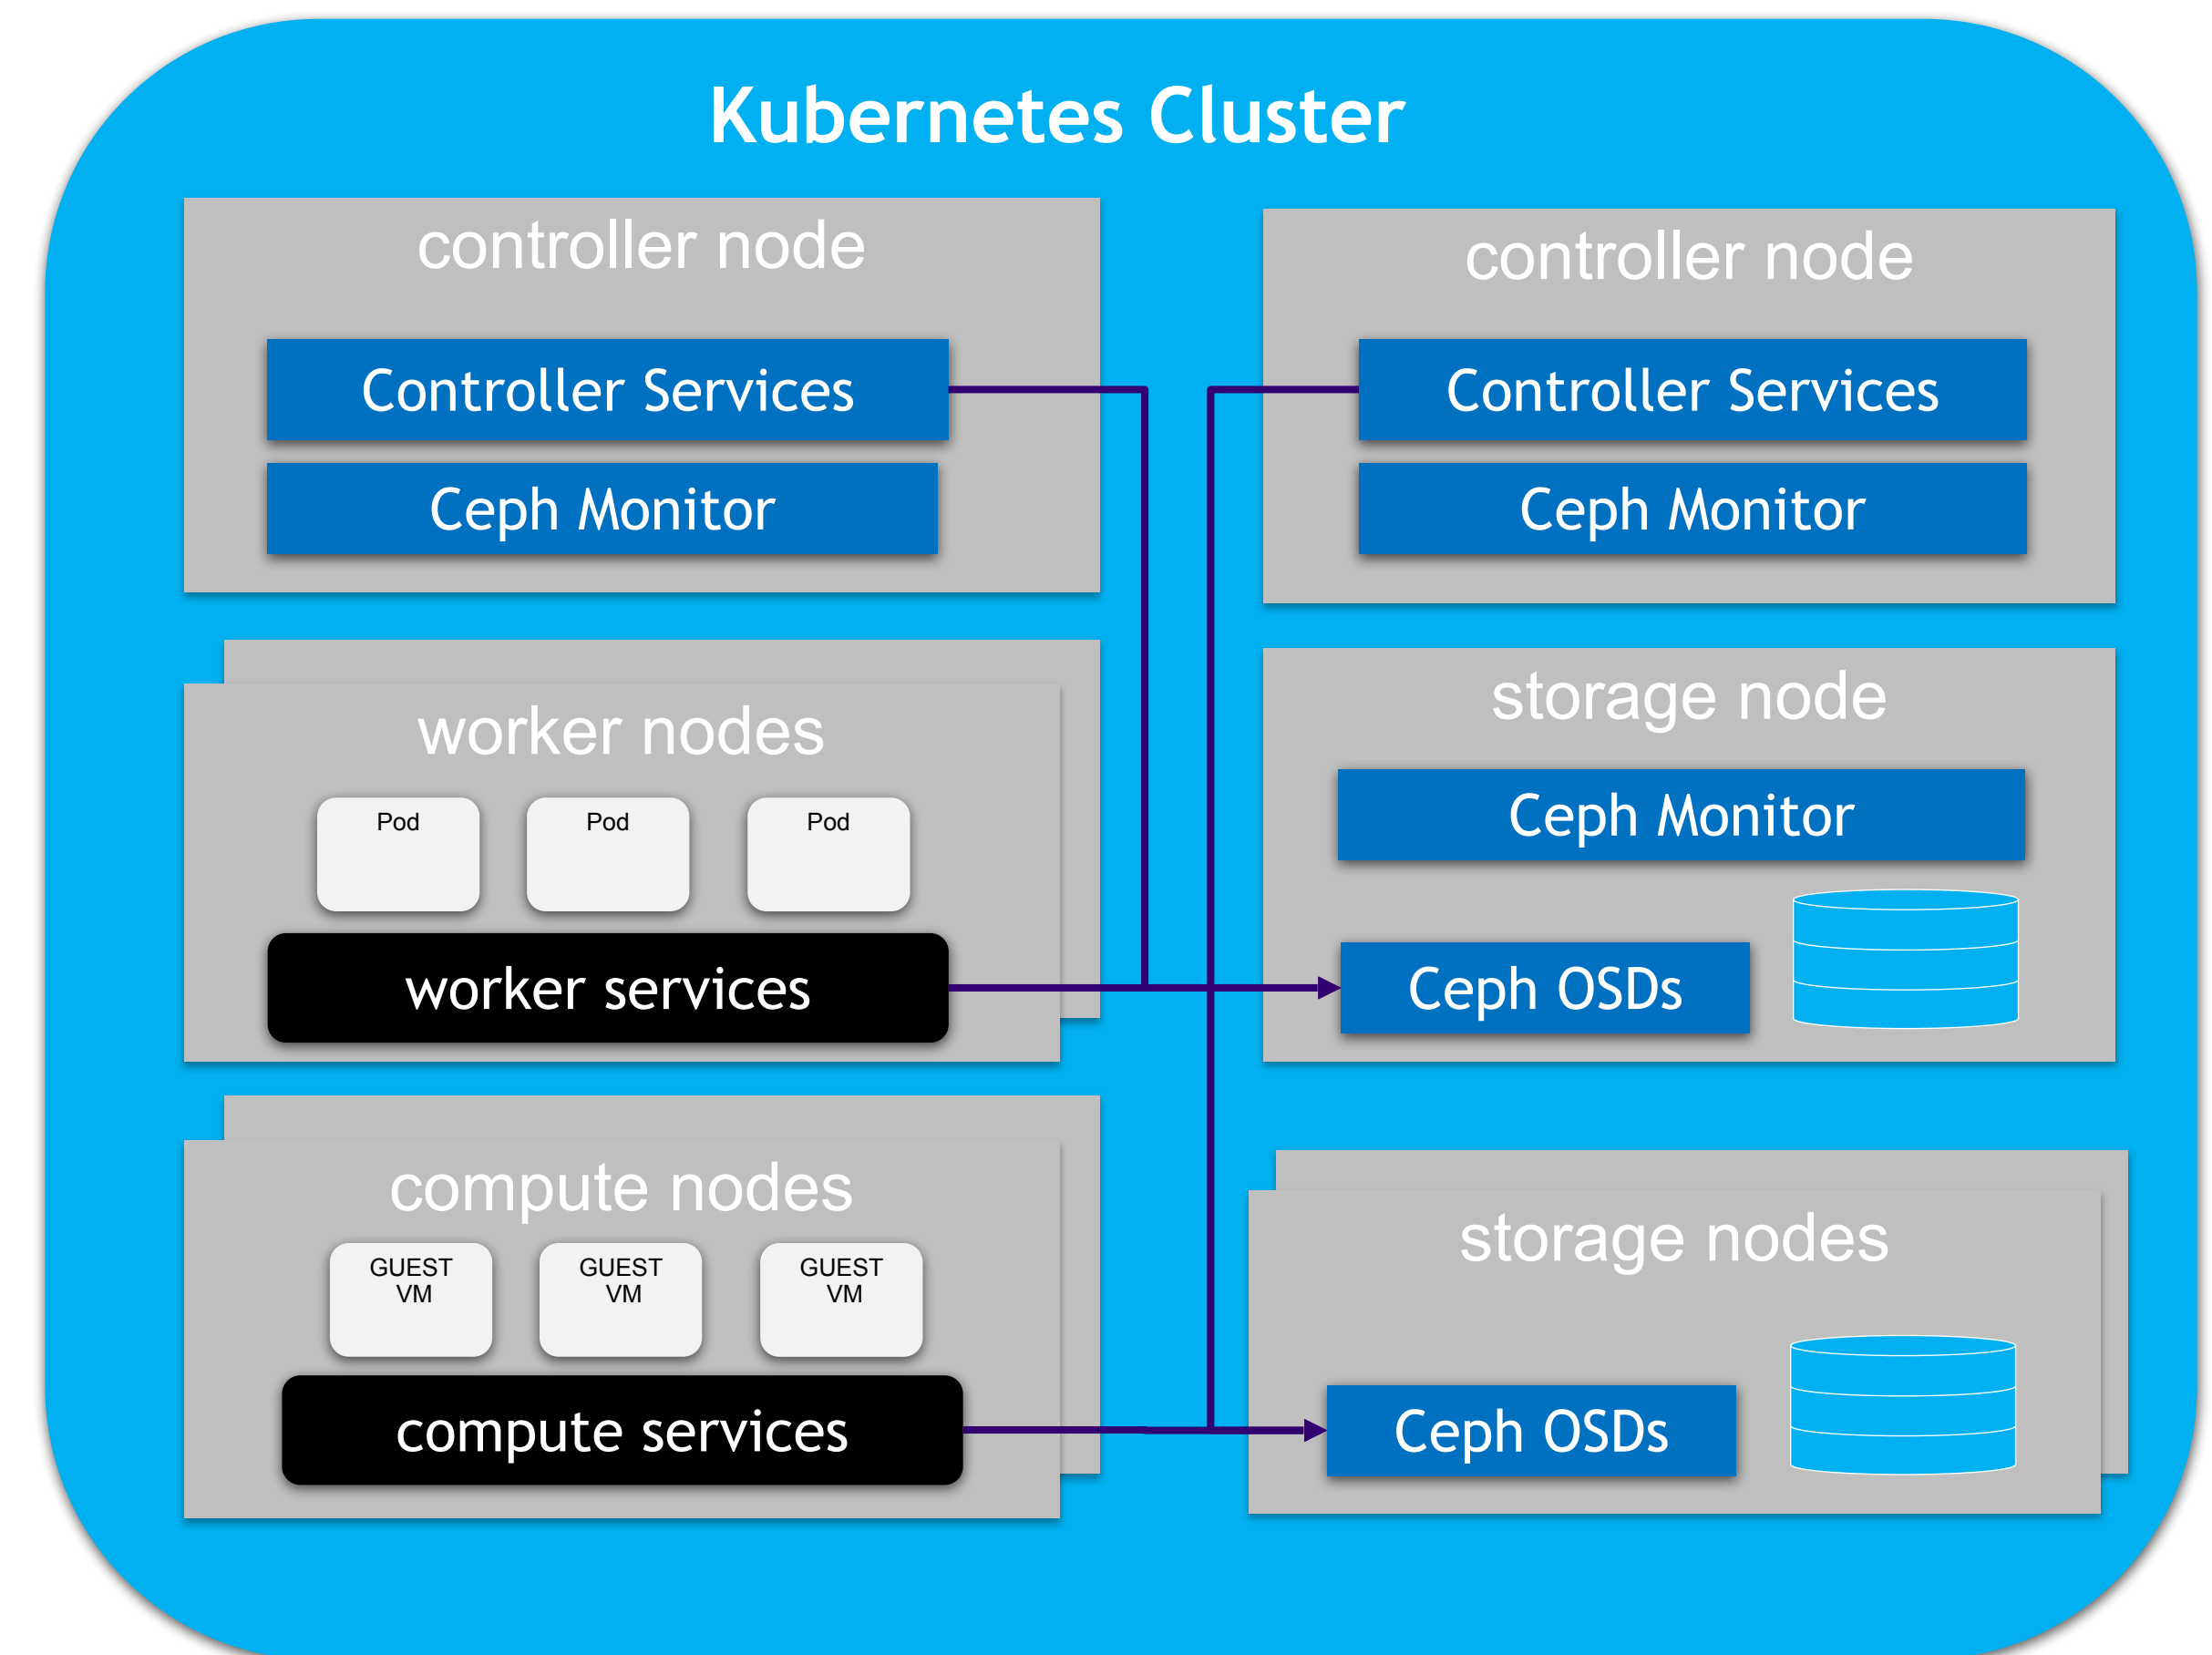 Kubernetes Cluster
controller node
Controller Services
Ceph Monitor
controller node
Controller Services
Ceph Monitor
worker nodes
Pod
Pod
Pod
worker services
storage node
Ceph Monitor
Ceph OSDs
compute nodes
GUEST
VM
GUEST
VM
GUEST
VM
compute services
storage nodes
Ceph OSDs